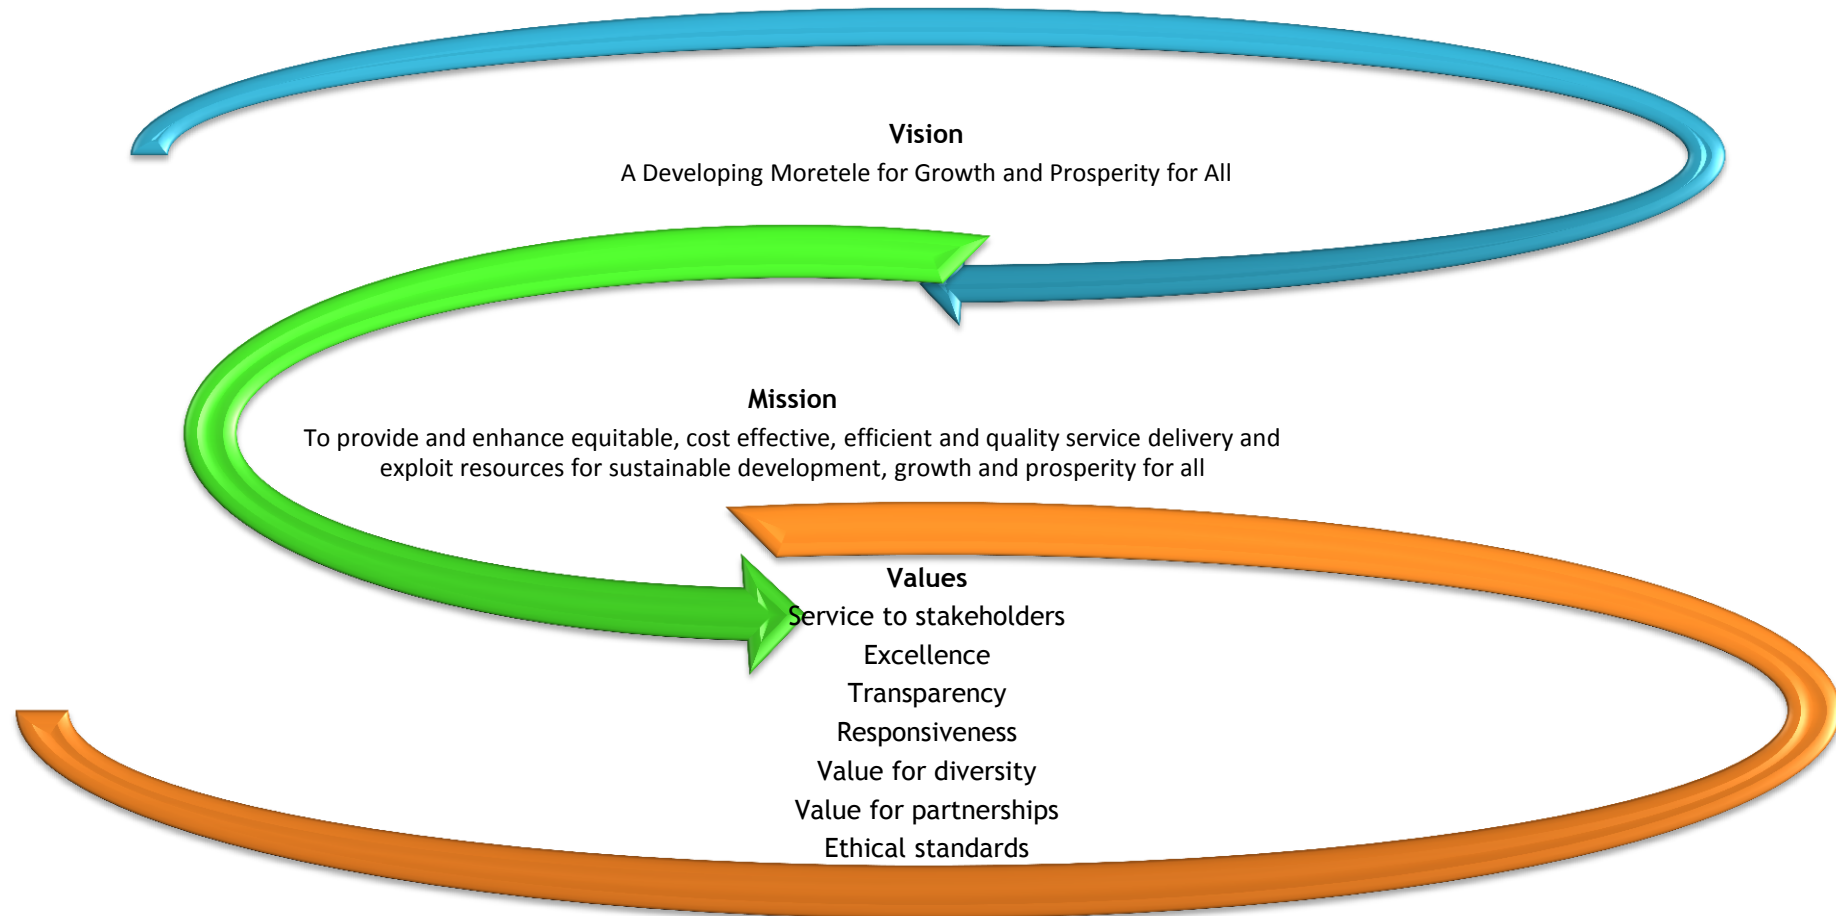 Vision
A Developing Moretele for Growth and Prosperity for All
Mission
To provide and enhance equitable, cost effective, efficient and quality service delivery and
exploit resources for sustainable development, growth and prosperity for all
Values
Service to stakeholders
Excellence
Transparency
Responsiveness
Value for diversity
Value for partnerships
Ethical standards